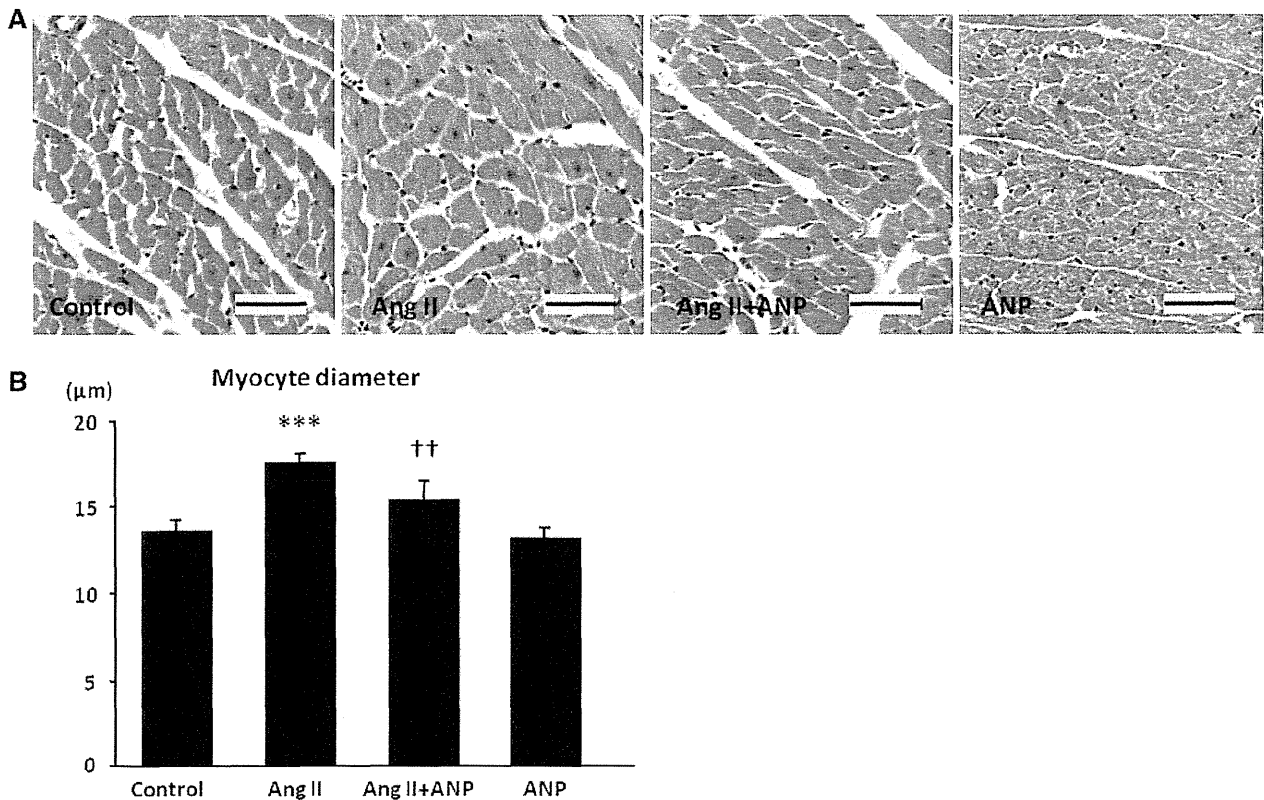 A
Control
Ang II
Ang II+ANP
ANP
B
(μm)
Myocyte diameter
20
15
10
5
0
***
††
Control
Ang II
Ang II+ANP
ANP